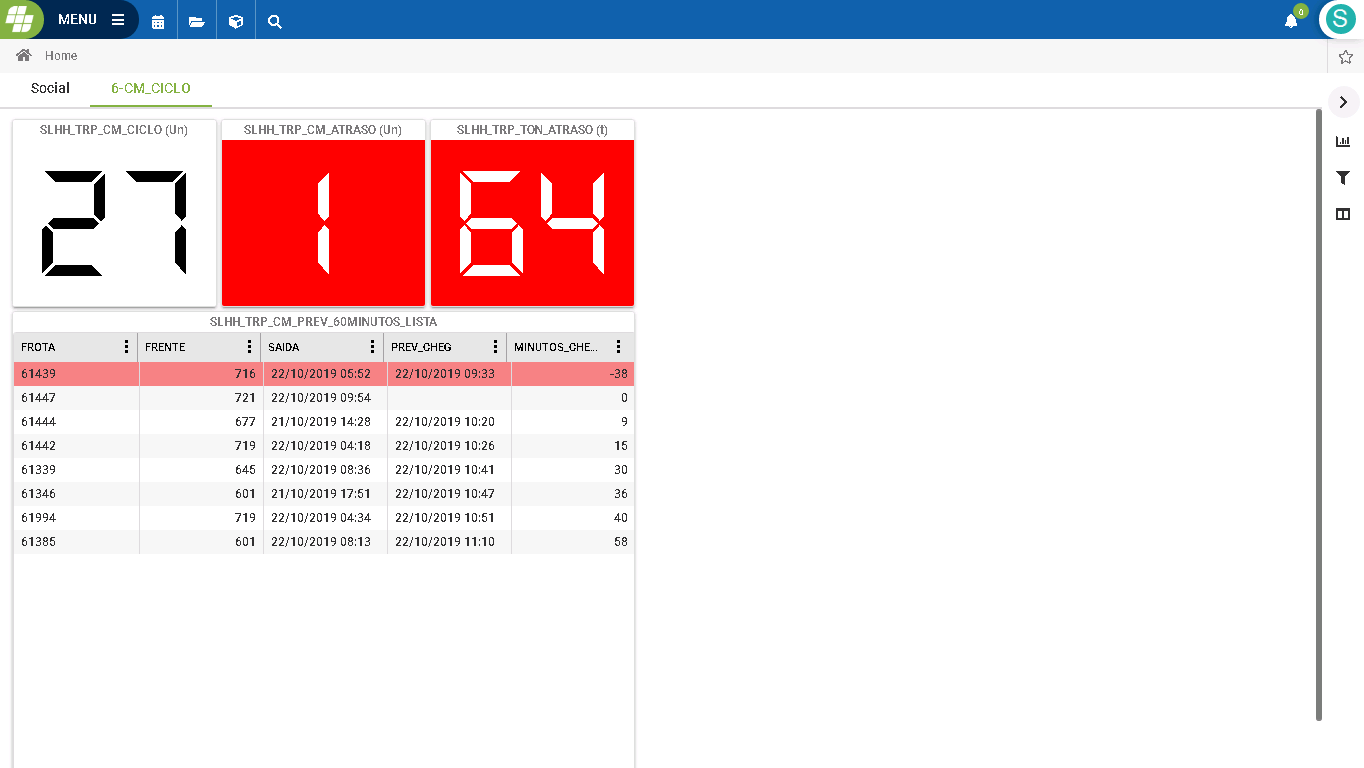 MENU
0
S
Home
Social 6-CM_CICLO
SLHH_TRP_CM_CICLO (Un) SLHH_TRP_CM_ATRASO (Un) SLHH_TRP_TON_ATRASO (t)
27 1 64
SLHH_TRP_CM_PREV_60MINUTOS_LISTA
FROTA FRENTE SAIDA PREV_CHEG MINUTOS_CHE...
61439 716 22/10/2019 05:52 22/10/2019 09:33 -38
61447 721 22/10/2019 09:54 0
61444 677 21/10/2019 14:28 22/10/2019 10:20 9
61442 719 22/10/2019 04:18 22/10/2019 10:26 15
61339 645 22/10/2019 08:36 22/10/2019 10:41 30
61346 601 21/10/2019 17:51 22/10/2019 10:47 36
61994 719 22/10/2019 04:34 22/10/2019 10:51 40
61385 601 22/10/2019 08:13 22/10/2019 11:10 58